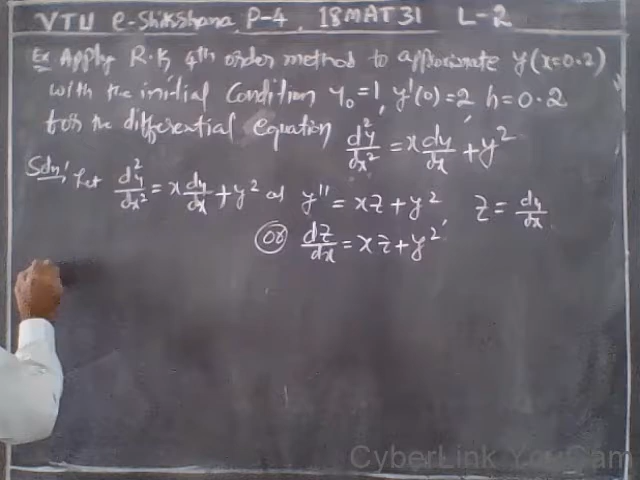 VTU e-Shikshana P-4 18MAT31 L-2
Ex Apply R.K 4th order method to approximate y(x=0.2)
with the initial condition y₀=1, y'(0)=2, h=0.2
for the differential equation d²y/dx² = x dy/dx + y²
Soln, Let d²y/dx² = x dy/dx + y² or y'' = xz + y² z = dy/dx
(or) dz/dx = xz + y²
CyberLink YouCam